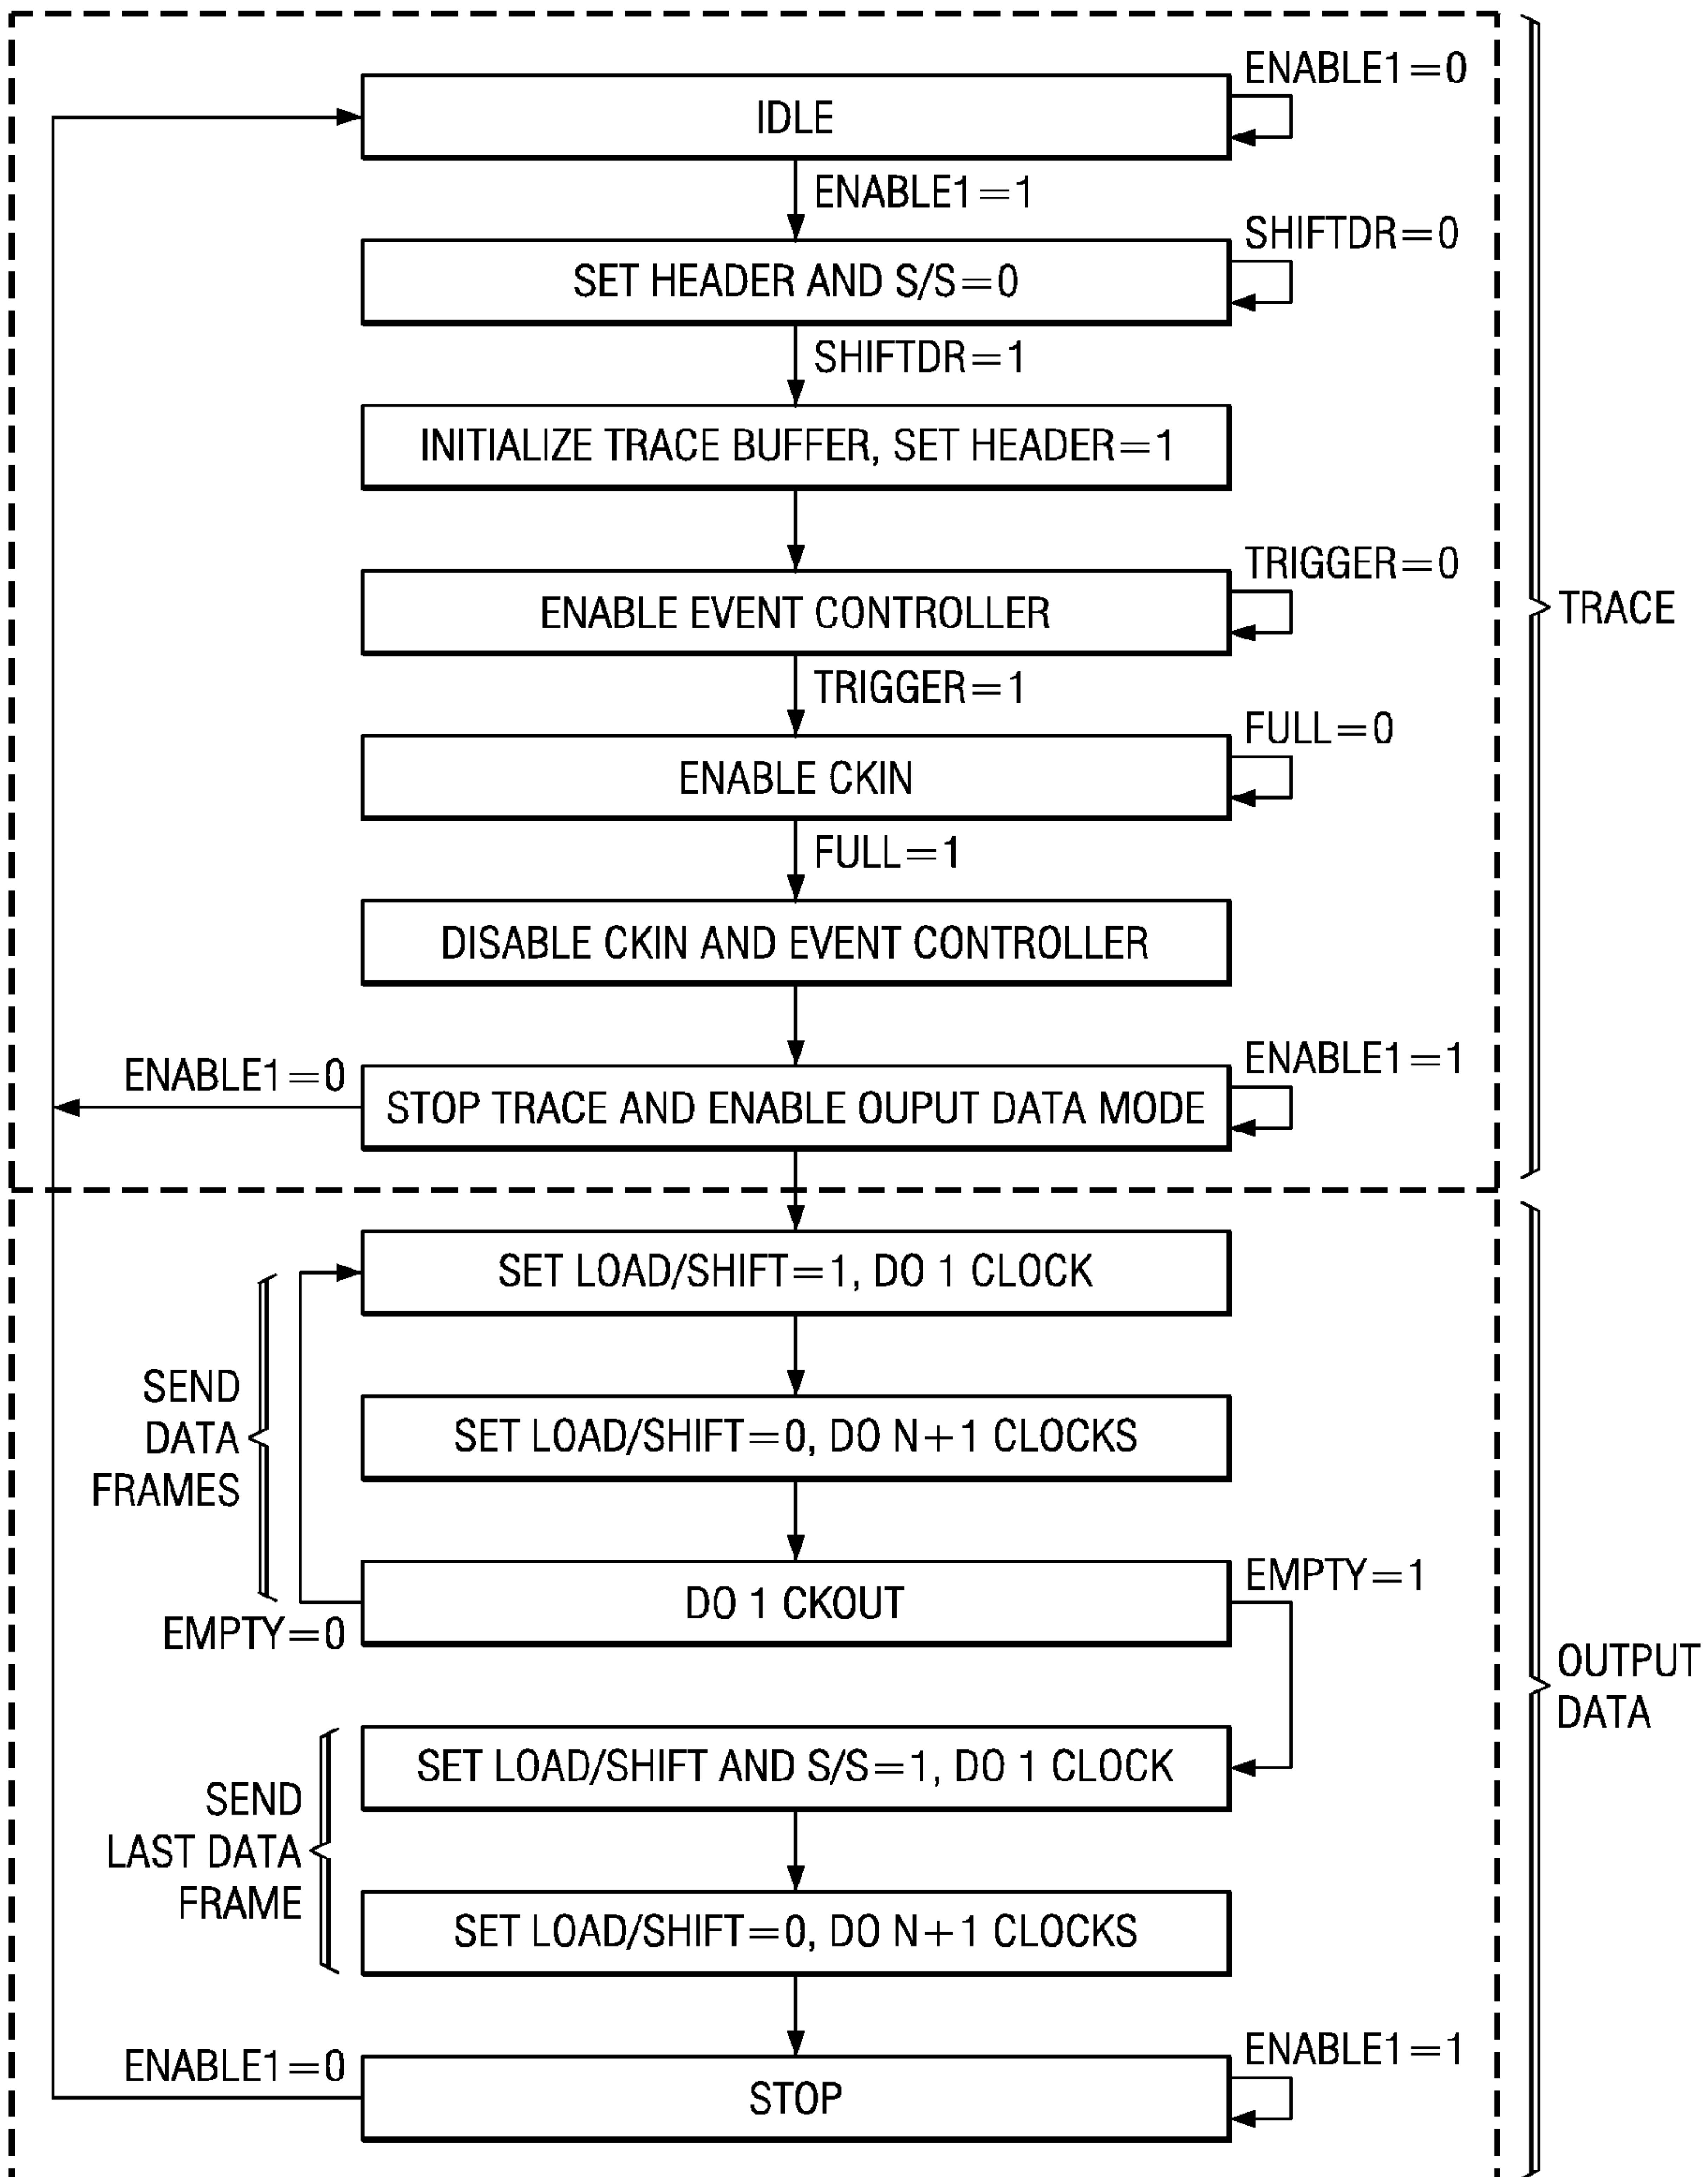 ENABLE1=0
IDLE
ENABLE1=1
SHIFTDR=0
SET HEADER AND S/S=0
SHIFTDR=1
INITIALIZE TRACE BUFFER, SET HEADER=1
TRIGGER=0
ENABLE EVENT CONTROLLER
TRACE
TRIGGER=1
FULL=0
ENABLE CKIN
FULL=1
DISABLE CKIN AND EVENT CONTROLLER
ENABLE1=0
ENABLE1=1
STOP TRACE AND ENABLE OUPUT DATA MODE
SET LOAD/SHIFT=1, DO 1 CLOCK
SEND
DATA
FRAMES
SET LOAD/SHIFT=0, DO N+1 CLOCKS
EMPTY=1
DO 1 CKOUT
EMPTY=0
OUTPUT
DATA
SET LOAD/SHIFT AND S/S=1, DO 1 CLOCK
SEND
LAST DATA
FRAME
SET LOAD/SHIFT=0, DO N+1 CLOCKS
ENABLE1=0
ENABLE1=1
STOP